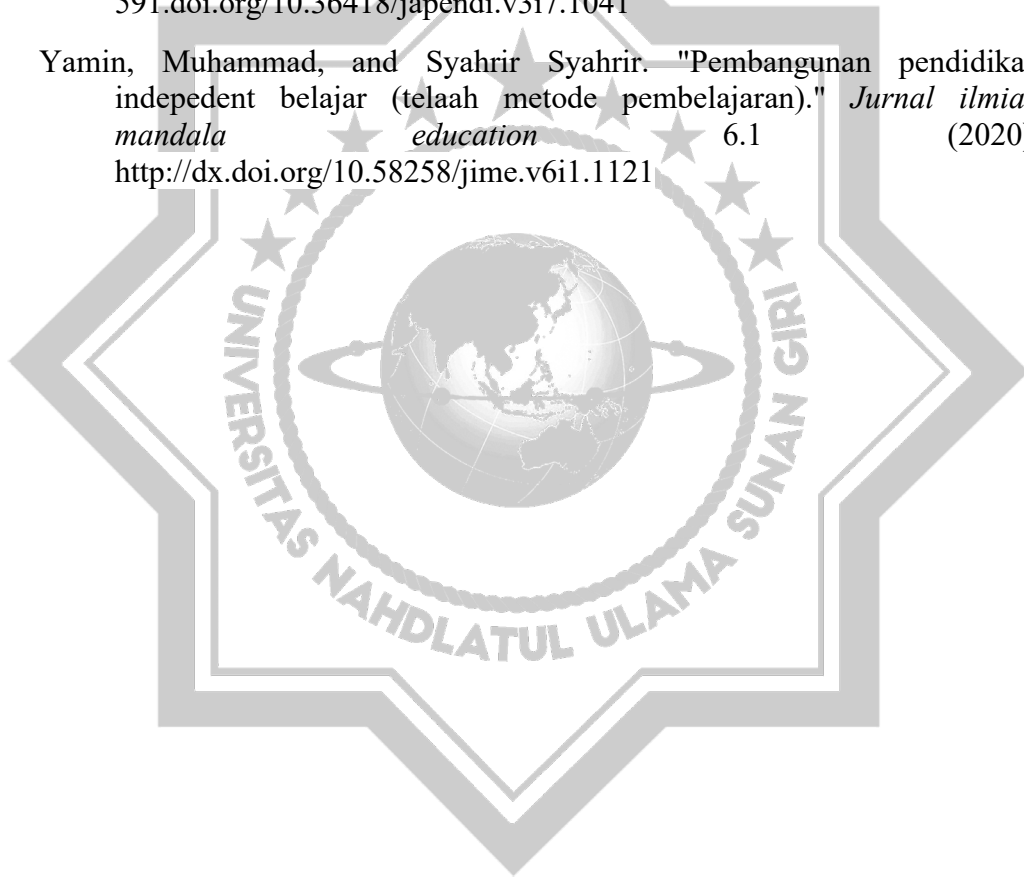 591.doi.org/10.36418/japendi.v3i7.1041
Yamin, Muhammad, and Syahrir Syahrir. "Pembangunan pendidika
indepedent belajar (telaah metode pembelajaran)." Jurnal ilmia
mandala education 6.1 (2020)
http://dx.doi.org/10.58258/jime.v6i1.1121
UNIVERSITAS NAHDLATUL ULAMA SUNAN GIRI